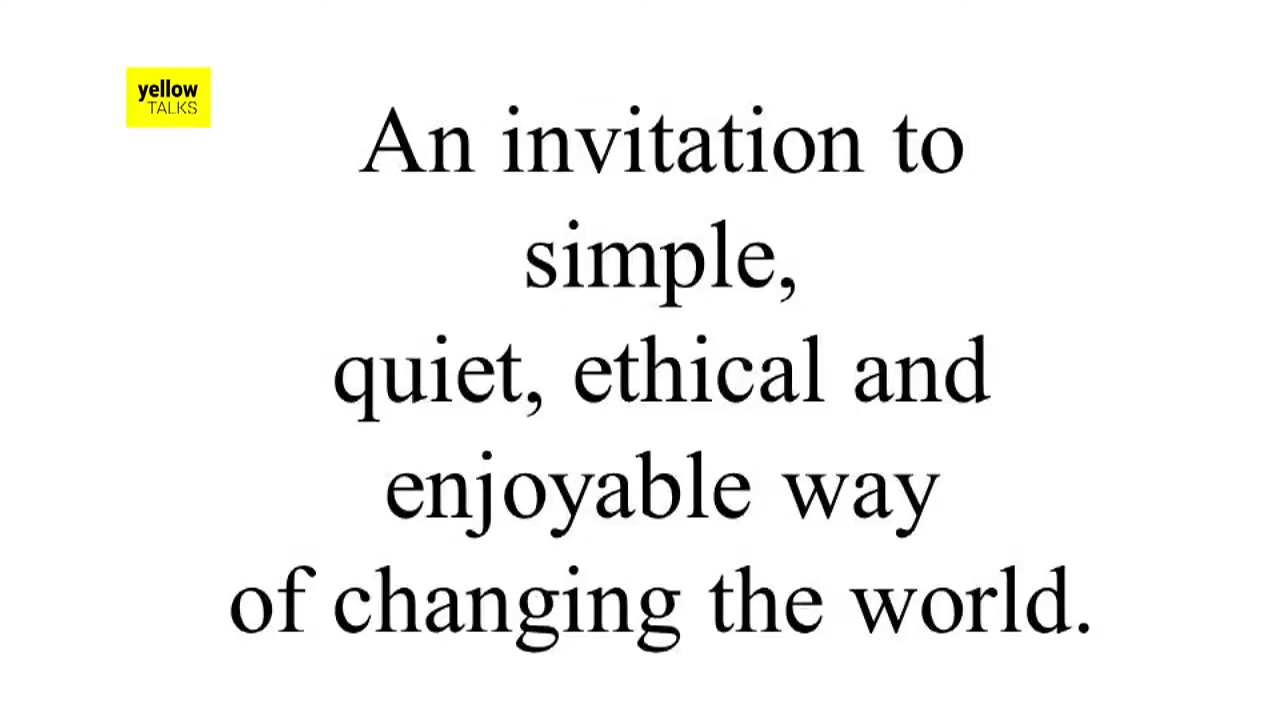 yellow
TALKS
An invitation to
simple,
quiet, ethical and
enjoyable way
of changing the world.